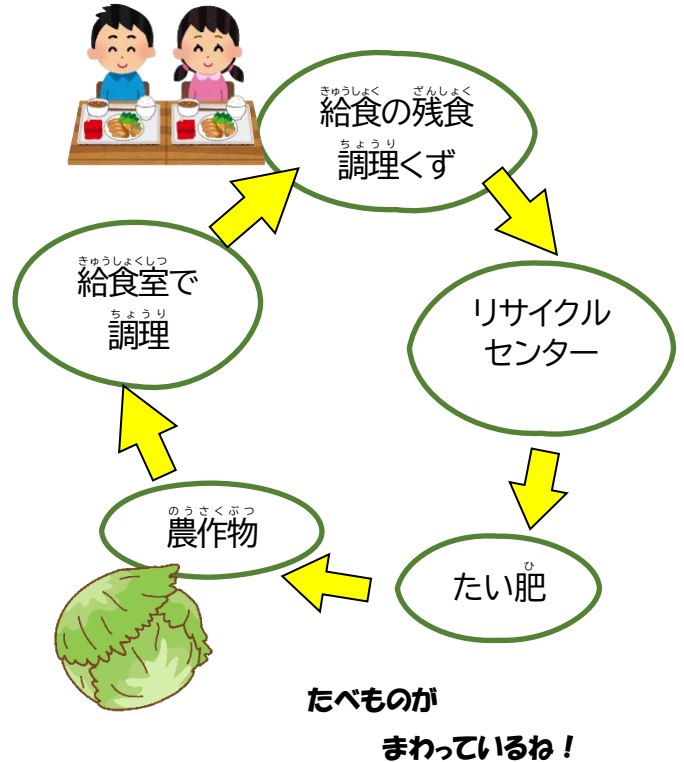 きゅうしょく ざんしょく
給食の残食
ちょうり
調理くず
リサイクル
センター
ひ
たい肥
のうさくぶつ
農作物
きゅうしょくしつ
給食室で
ちょうり
調理
たべものが
まわっているね！